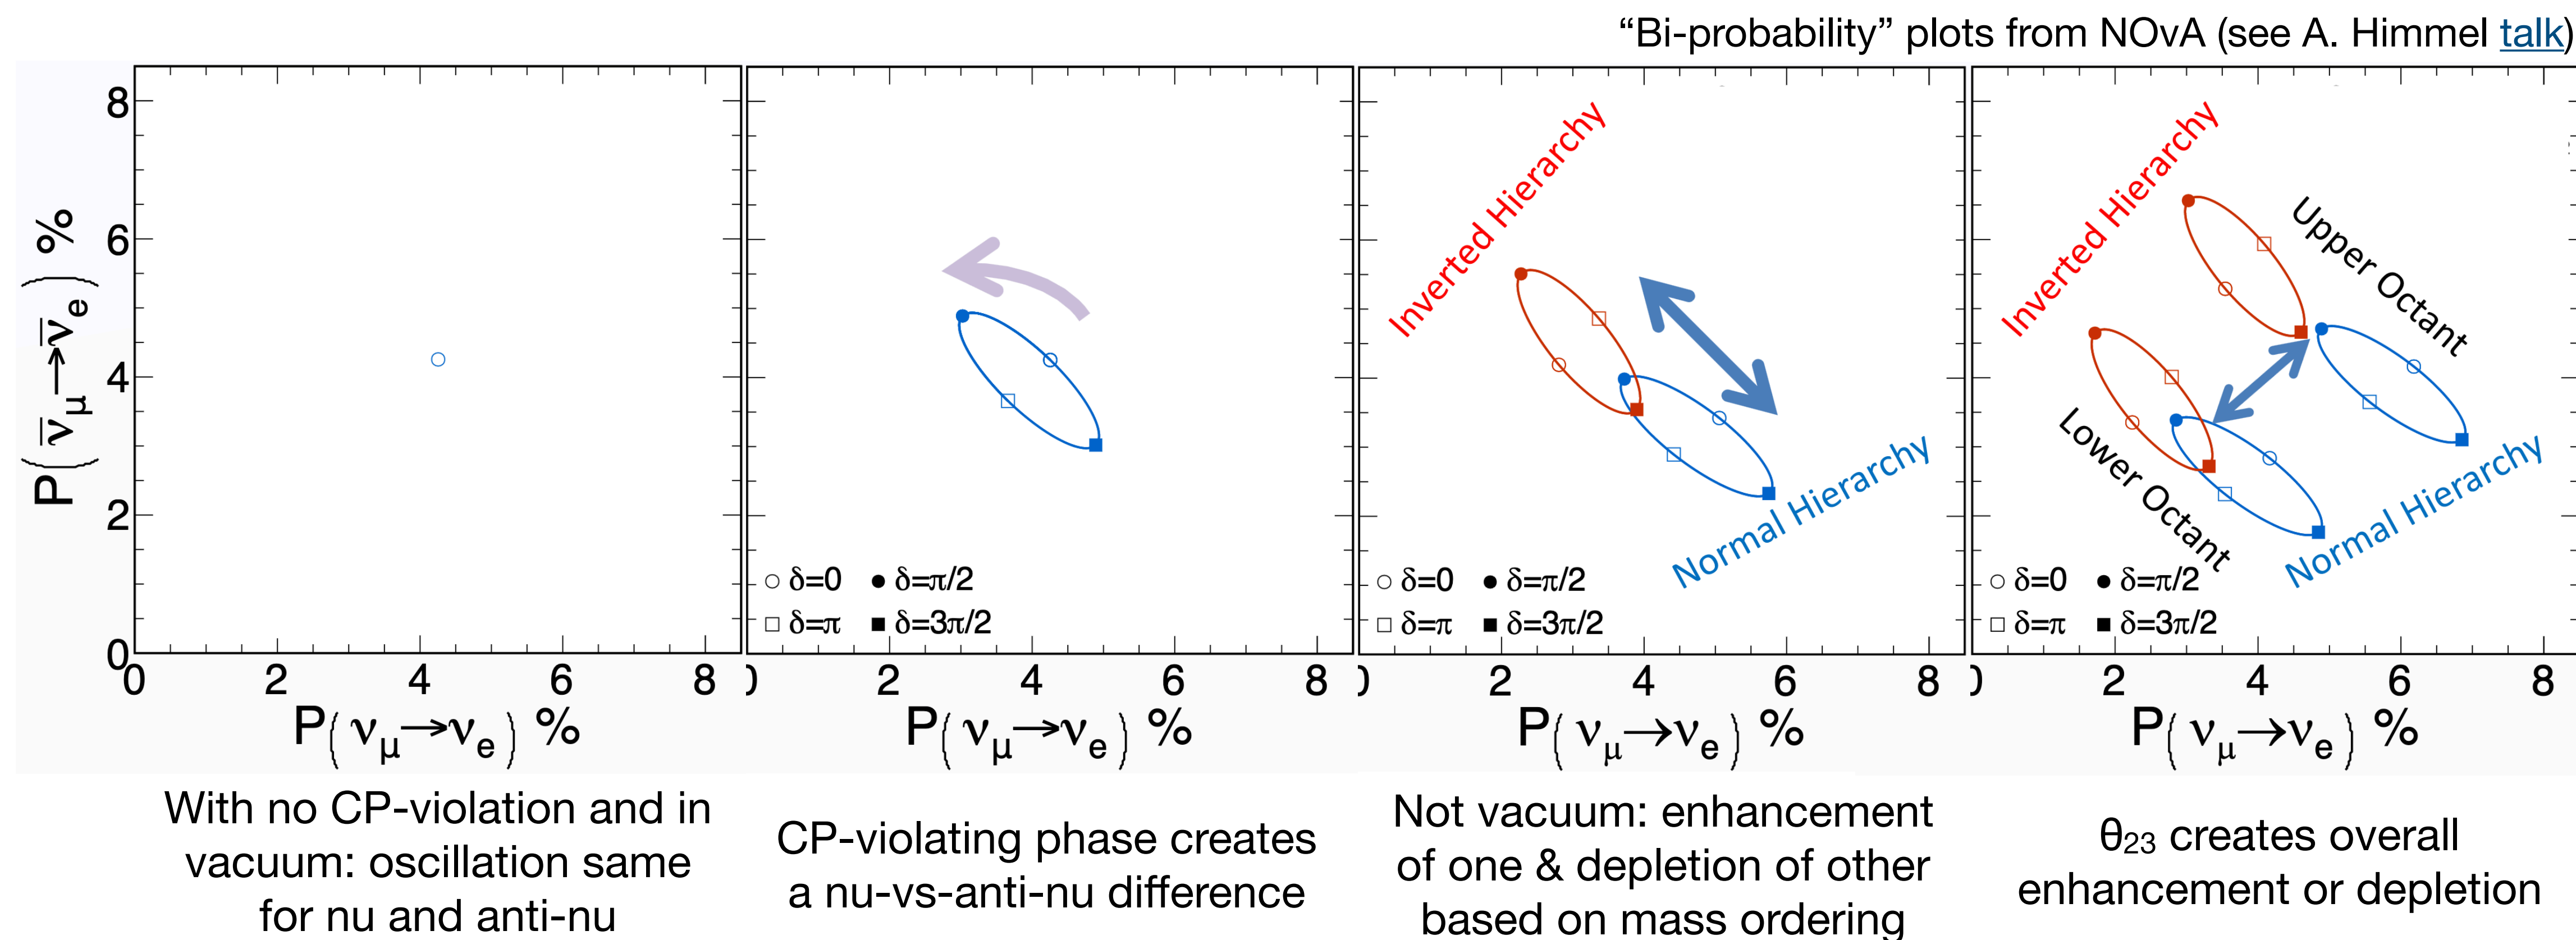 “Bi-probability” plots from NOvA (see A. Himmel talk)
P(ν̅μ→ν̅e) %
8
6
4
2
0
0 2 4 6 8
P(νμ→νe) %
With no CP-violation and in
vacuum: oscillation same
for nu and anti-nu
δ=0 δ=π/2
δ=π δ=3π/2
0 2 4 6 8
P(νμ→νe) %
CP-violating phase creates
a nu-vs-anti-nu difference
Inverted Hierarchy
Normal Hierarchy
δ=0 δ=π/2
δ=π δ=3π/2
0 2 4 6 8
P(νμ→νe) %
Not vacuum: enhancement
of one & depletion of other
based on mass ordering
Inverted Hierarchy
Upper Octant
Lower Octant
Normal Hierarchy
δ=0 δ=π/2
δ=π δ=3π/2
0 2 4 6 8
P(νμ→νe) %
θ23 creates overall
enhancement or depletion